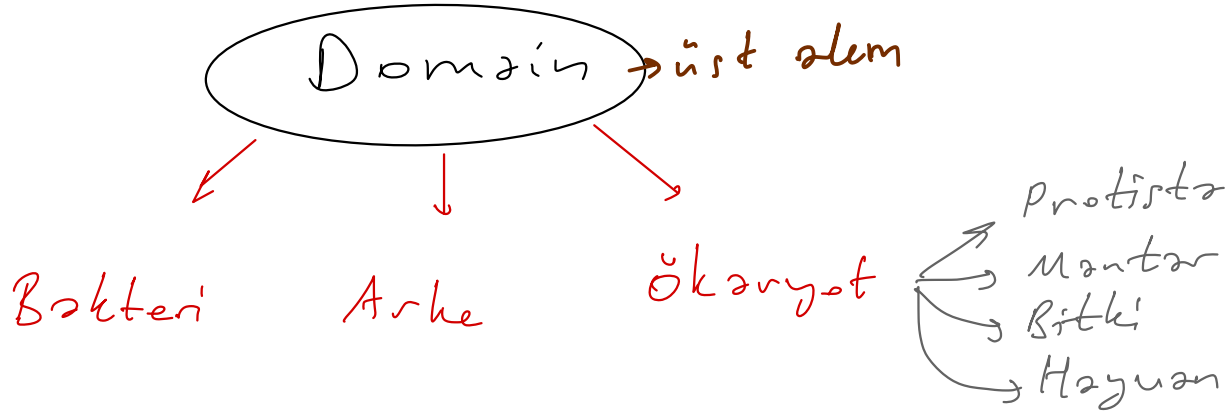 Domain → üst alem
Bakteri
Arke
Ökaryot
Protista
Mantar
Bitki
Hayvan